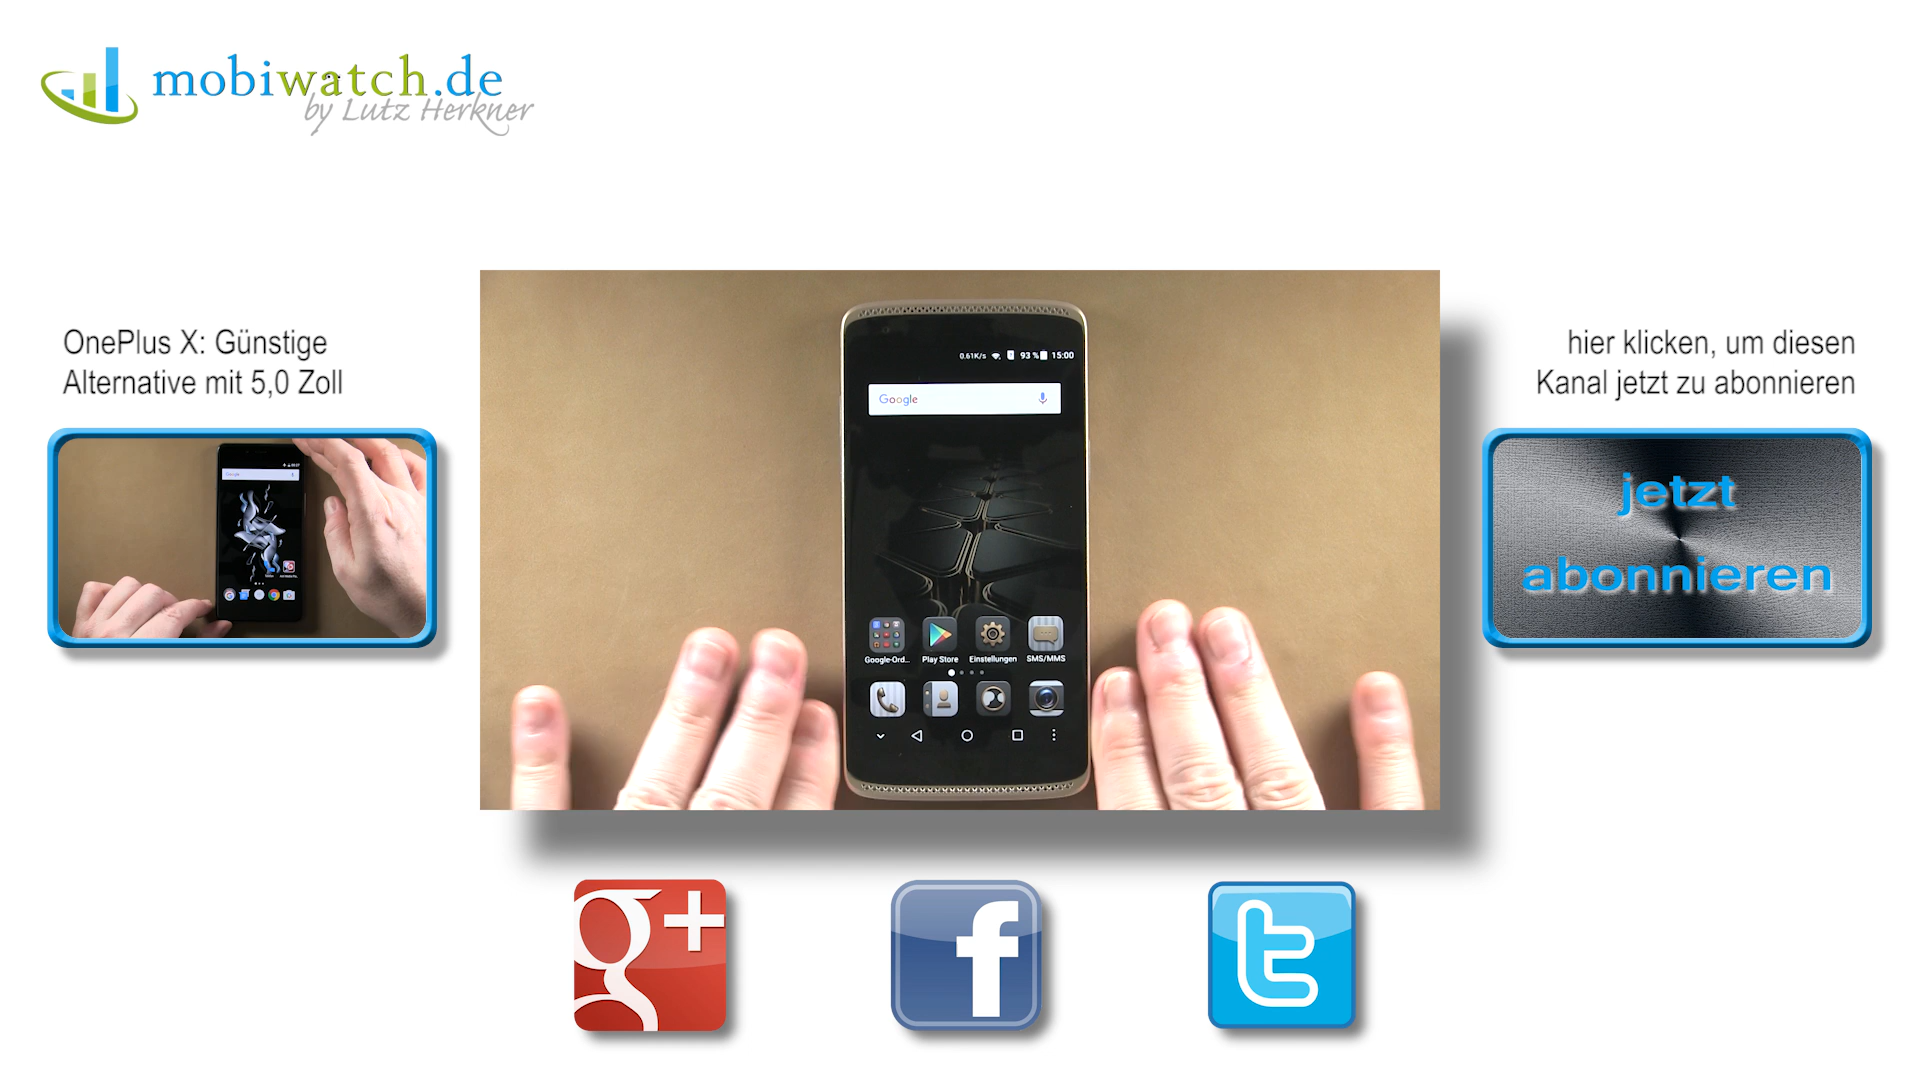 mobiwatch.de
by Lutz Herkner
OnePlus X: Günstige
Alternative mit 5,0 Zoll
hier klicken, um diesen
Kanal jetzt zu abonnieren
jetzt
abonnieren
0.61K/s 93 % 15:00
Google
Google-Ord... Play Store Einstellungen SMS/MMS
g+
f
t